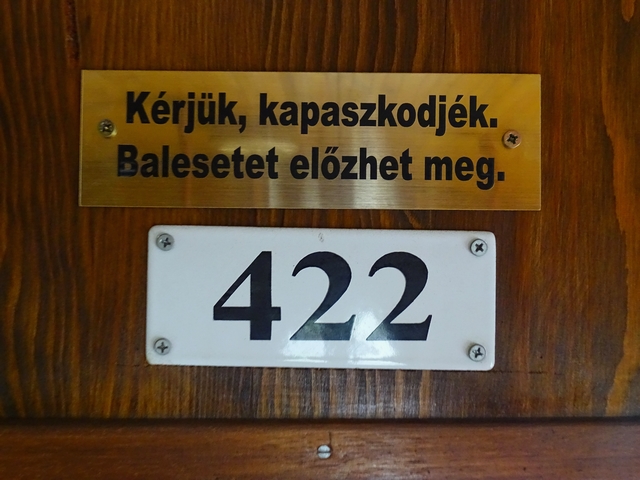 Kérjük, kapaszkodjék.
Balesetet előzhet meg.
422